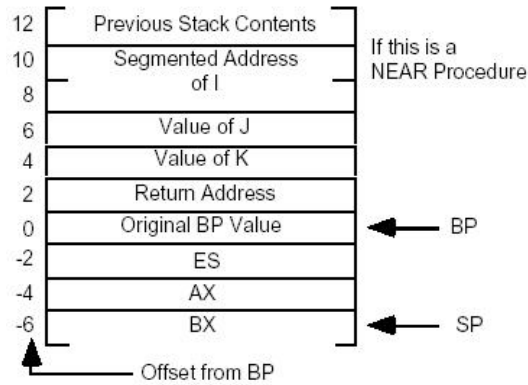 12 Previous Stack Contents
10 Segmented Address
of I
8
If this is a
NEAR Procedure
6 Value of J
4 Value of K
2 Return Address
0 Original BP Value BP
-2 ES
-4 AX
-6 BX SP
Offset from BP